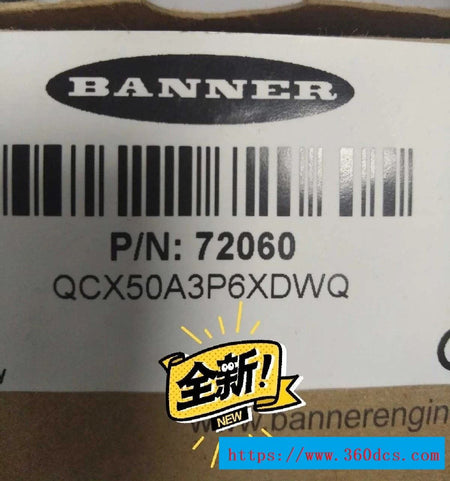 BANNER
P/N: 72060
QCX50A3P6XDWQ
全新!
NEW
www.bannerengin
https://www.360dcs.com